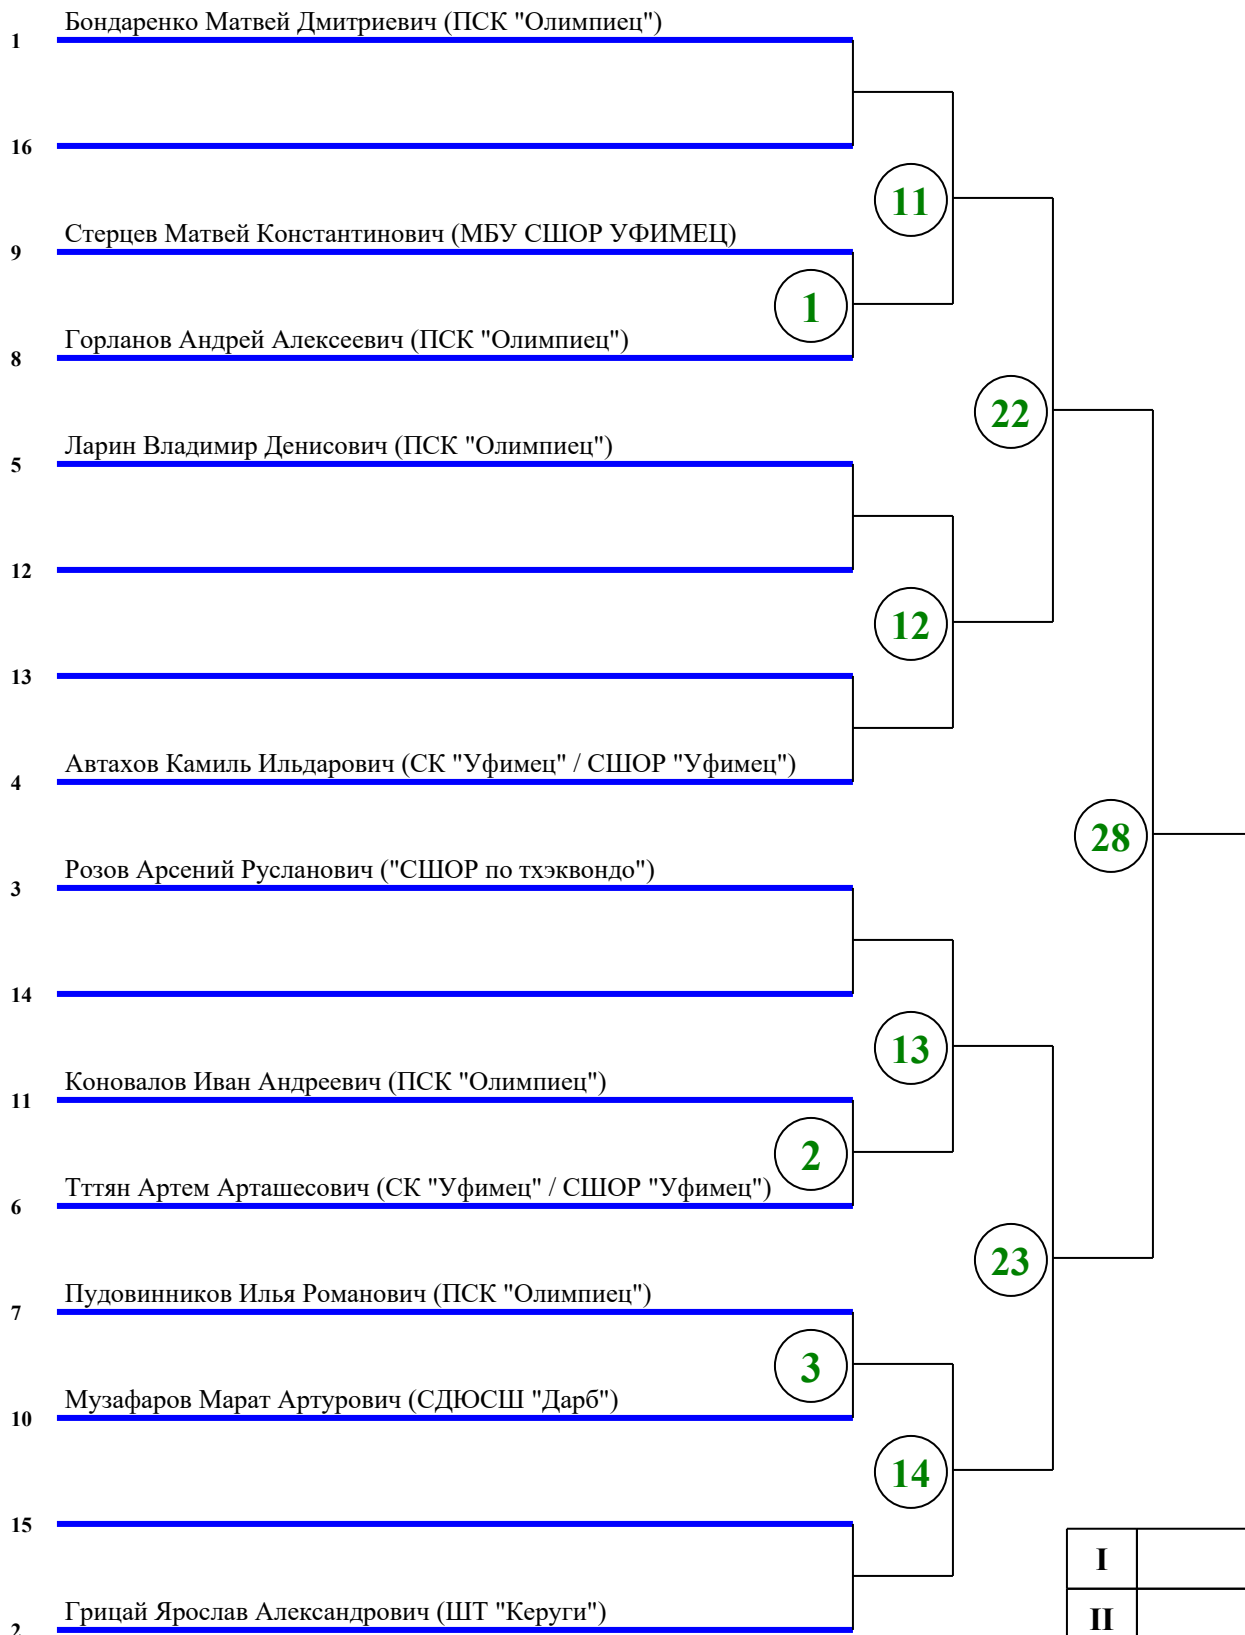 Бондаренко Матвей Дмитриевич (ПСК "Олимпиец")
1
16
11
Стерцев Матвей Константинович (МБУ СШОР УФИМЕЦ)
9
1
Горланов Андрей Алексеевич (ПСК "Олимпиец")
8
22
Ларин Владимир Денисович (ПСК "Олимпиец")
5
12
12
13
Автахов Камиль Ильдарович (СК "Уфимец" / СШОР "Уфимец")
4
28
Розов Арсений Русланович ("СШОР по тхэквондо")
3
14
13
Коновалов Иван Андреевич (ПСК "Олимпиец")
11
2
Тттян Артем Арташесович (СК "Уфимец" / СШОР "Уфимец")
6
23
Пудовинников Илья Романович (ПСК "Олимпиец")
7
3
Музафаров Марат Артурович (СДЮСШ "Дарб")
10
14
15
I
Грицай Ярослав Александрович (ШТ "Керуги")
2
II